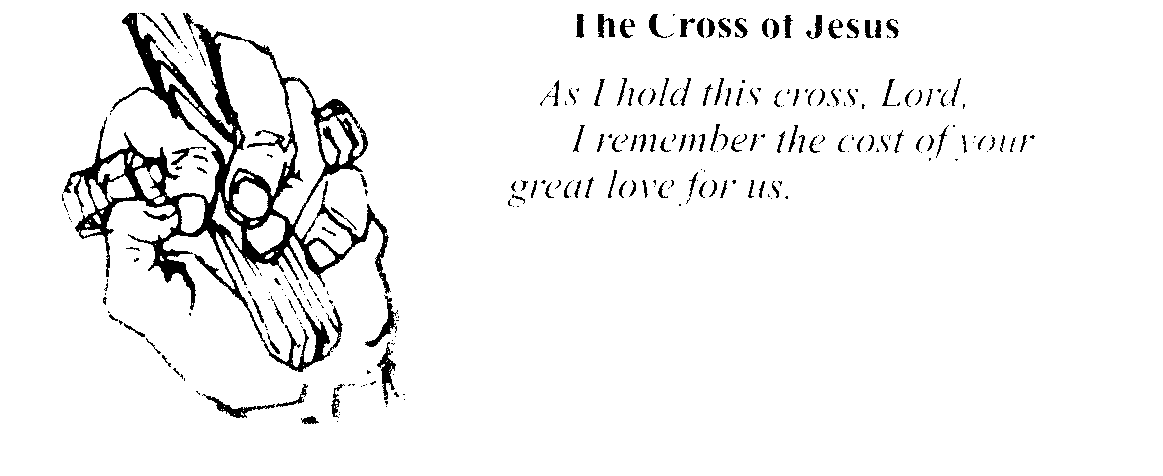 The Cross of Jesus
As I hold this cross, Lord,
I remember the cost of your
great love for us.